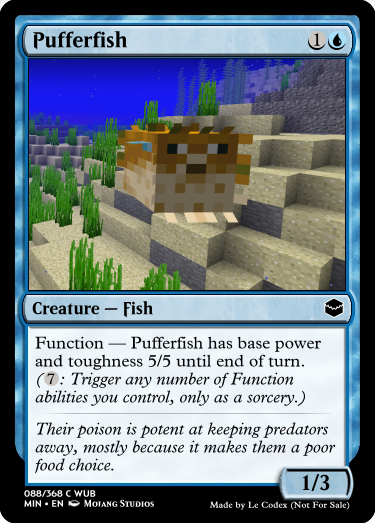 Pufferfish 1
Creature — Fish
Function — Pufferfish has base power
and toughness 5/5 until end of turn.
(7: Trigger any number of Function
abilities you control, only as a sorcery.)
Their poison is potent at keeping predators
away, mostly because it makes them a poor
food choice.
1/3
088/368 C WUB
MIN • EN Mojang Studios
Made by Le Codex (Not For Sale)